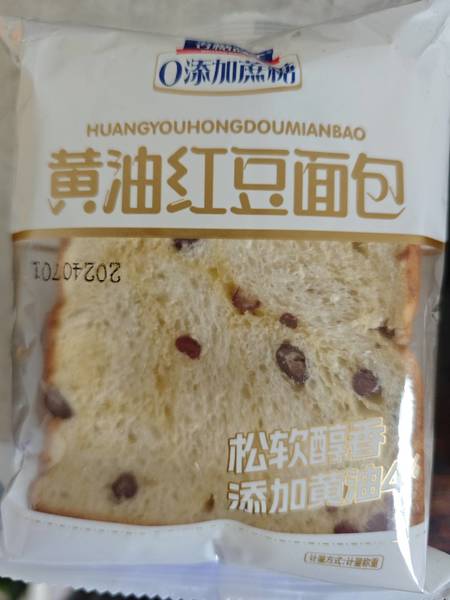 0添加蔗糖
HUANGYOUHONGDOUMIANBAO
黄油红豆面包
20240701
松软醇香
添加黄油
计量方式:计量称重